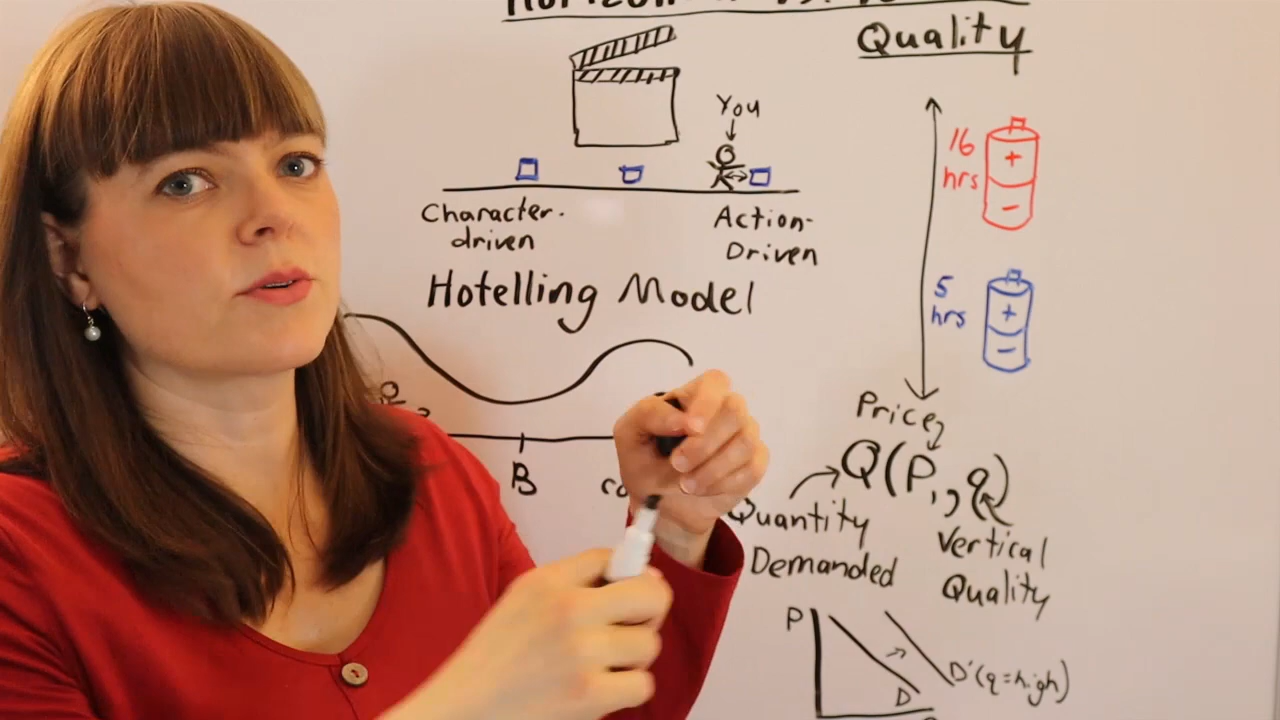 Quality
You
16
hrs
+
-
Character-
driven
Action-
Driven
5
hrs
+
-
Hotelling Model
Price
Q(P, , q)
B
Quantity
Demanded
Vertical
Quality
P
D
D'(q=high)